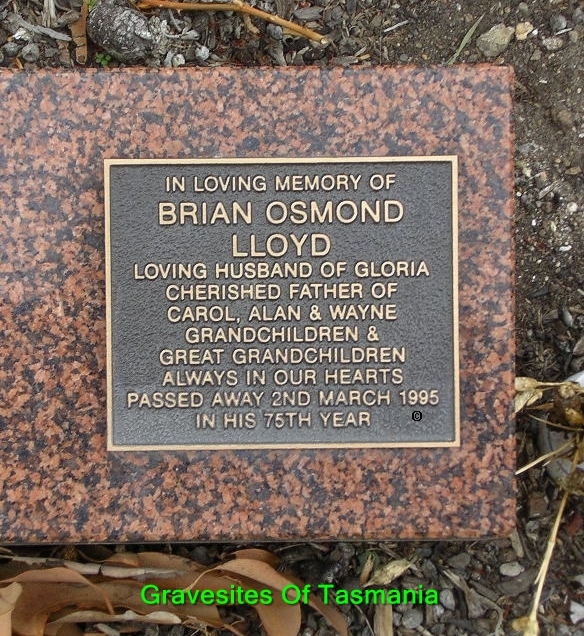 IN LOVING MEMORY OF
BRIAN OSMOND
LLOYD
LOVING HUSBAND OF GLORIA
CHERISHED FATHER OF
CAROL, ALAN & WAYNE
GRANDCHILDREN &
GREAT GRANDCHILDREN
ALWAYS IN OUR HEARTS
PASSED AWAY 2ND MARCH 1995
IN HIS 75TH YEAR ©
Gravesites Of Tasmania